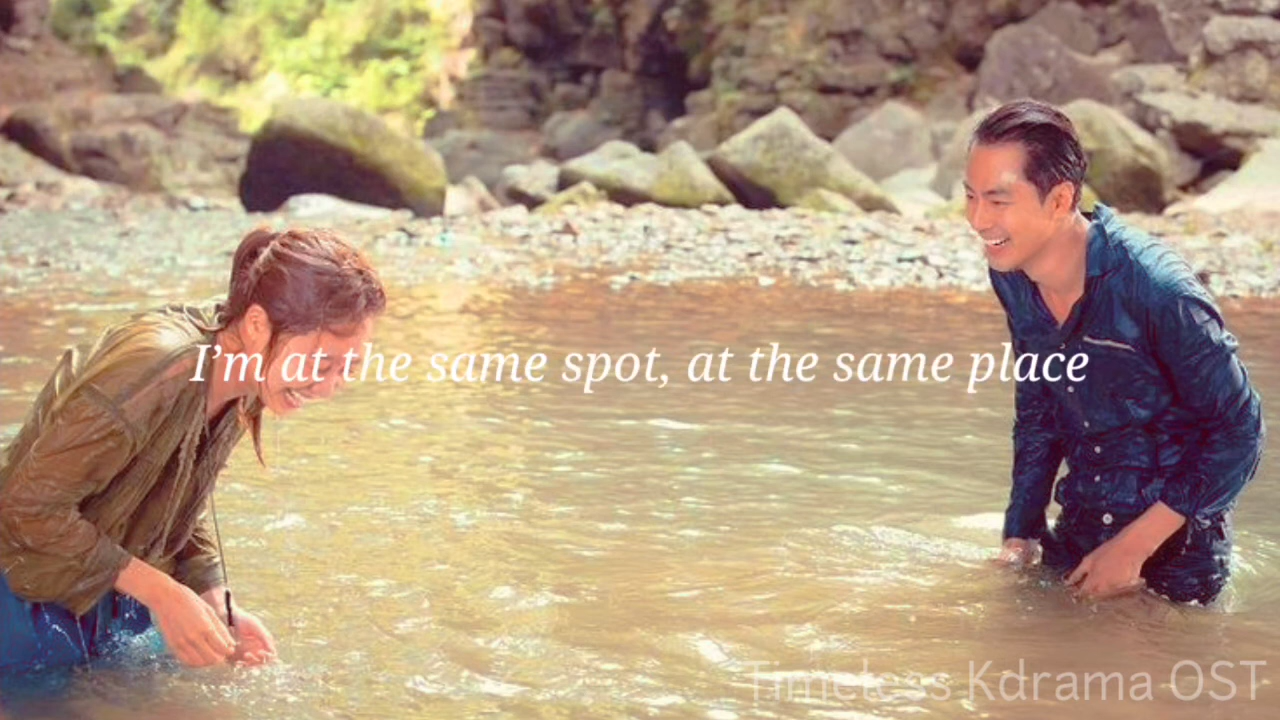 I’m at the same spot, at the same place
Timeless Kdrama OST